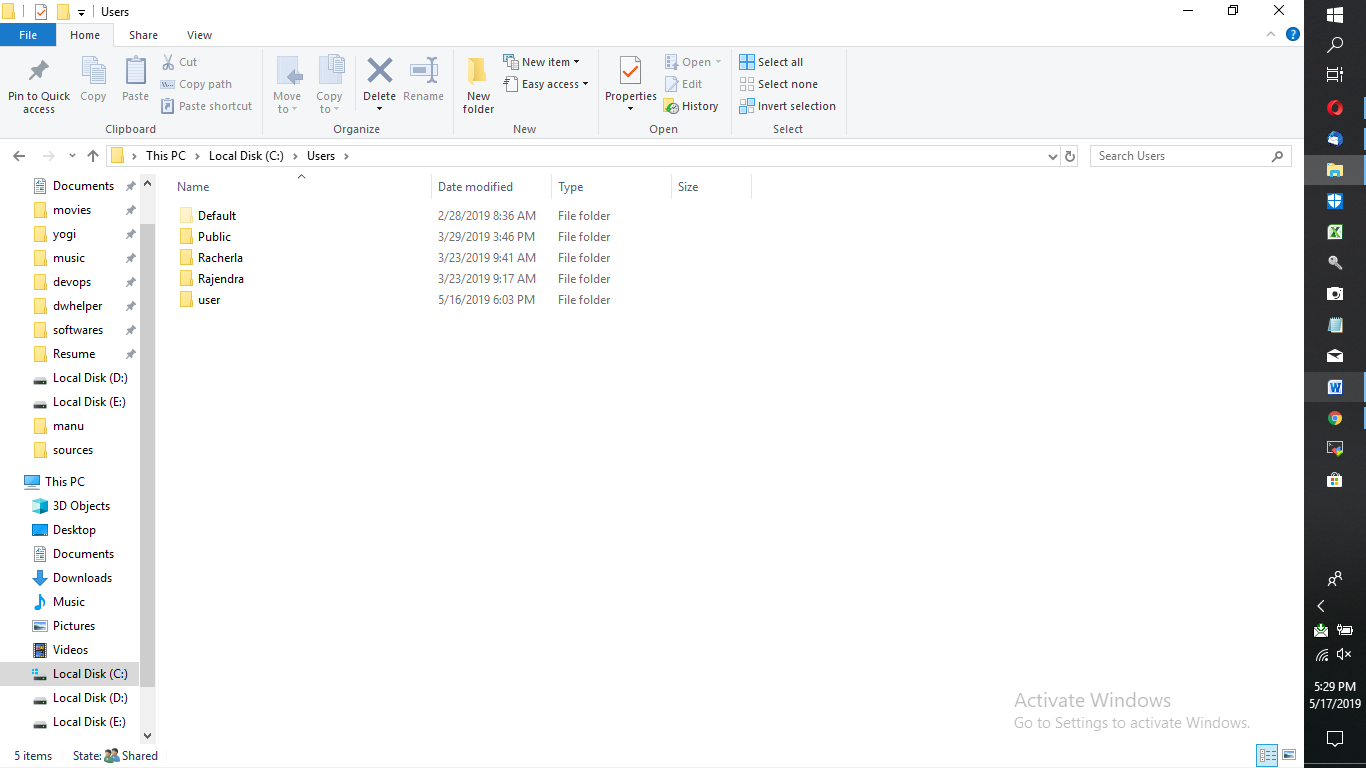 Users
File Home Share View
Pin to Quick access
Copy
Paste
Cut
Copy path
Paste shortcut
Clipboard
Move to
Copy to
Delete
Rename
Organize
New folder
New item
Easy access
New
Properties
Open
Edit
History
Open
Select all
Select none
Invert selection
Select
This PC Local Disk (C:) Users
Search Users
Documents
movies
yogi
music
devops
dwhelper
softwares
Resume
Local Disk (D:)
Local Disk (E:)
manu
sources
This PC
3D Objects
Desktop
Documents
Downloads
Music
Pictures
Videos
Local Disk (C:)
Local Disk (D:)
Local Disk (E:)
Name Date modified Type Size
Default 2/28/2019 8:36 AM File folder
Public 3/29/2019 3:46 PM File folder
Racherla 3/23/2019 9:41 AM File folder
Rajendra 3/23/2019 9:17 AM File folder
user 5/16/2019 6:03 PM File folder
Activate Windows
Go to Settings to activate Windows.
5 items State: Shared
5:29 PM
5/17/2019